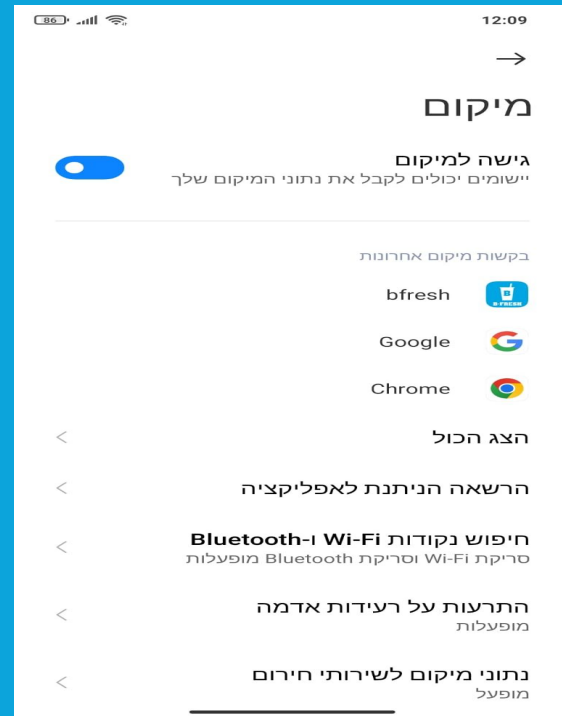 86 12:09
מיקום
גישה למיקום
יישומים יכולים לקבל את נתוני המיקום שלך
בקשות מיקום אחרונות
bfresh
B-FRESH
Google
Chrome
הצג הכול
הרשאה הניתנת לאפליקציה
חיפוש נקודות Wi-Fi ו-Bluetooth
סריקת Wi-Fi וסריקת Bluetooth מופעלות
התרעות על רעידות אדמה
מופעלות
נתוני מיקום לשירותי חירום
מופעל